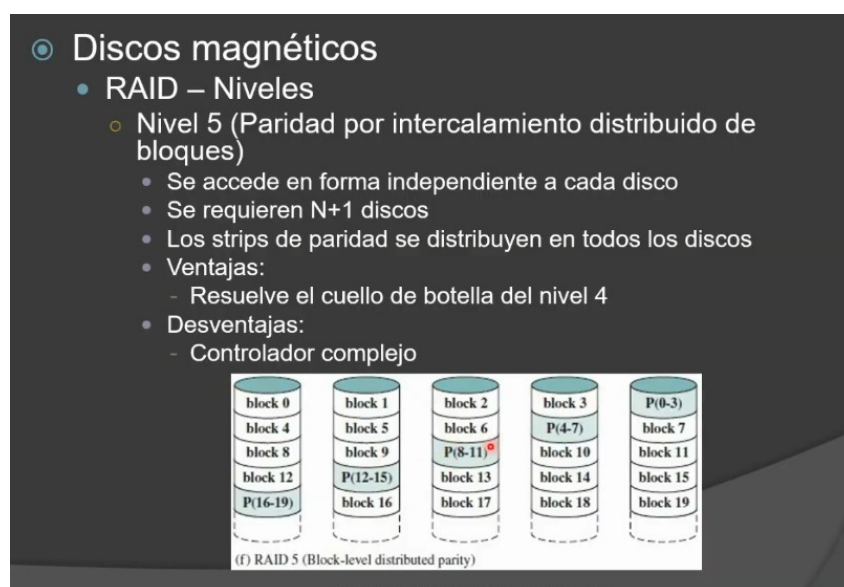 Discos magnéticos
RAID – Niveles
Nivel 5 (Paridad por intercalamiento distribuido de
bloques)
Se accede en forma independiente a cada disco
Se requieren N+1 discos
Los strips de paridad se distribuyen en todos los discos
Ventajas:
- Resuelve el cuello de botella del nivel 4
Desventajas:
- Controlador complejo
block 0 block 1 block 2 block 3 P(0-3)
block 4 block 5 block 6 P(4-7) block 7
block 8 block 9 P(8-11) block 10 block 11
block 12 P(12-15) block 13 block 14 block 15
P(16-19) block 16 block 17 block 18 block 19
(f) RAID 5 (Block-level distributed parity)